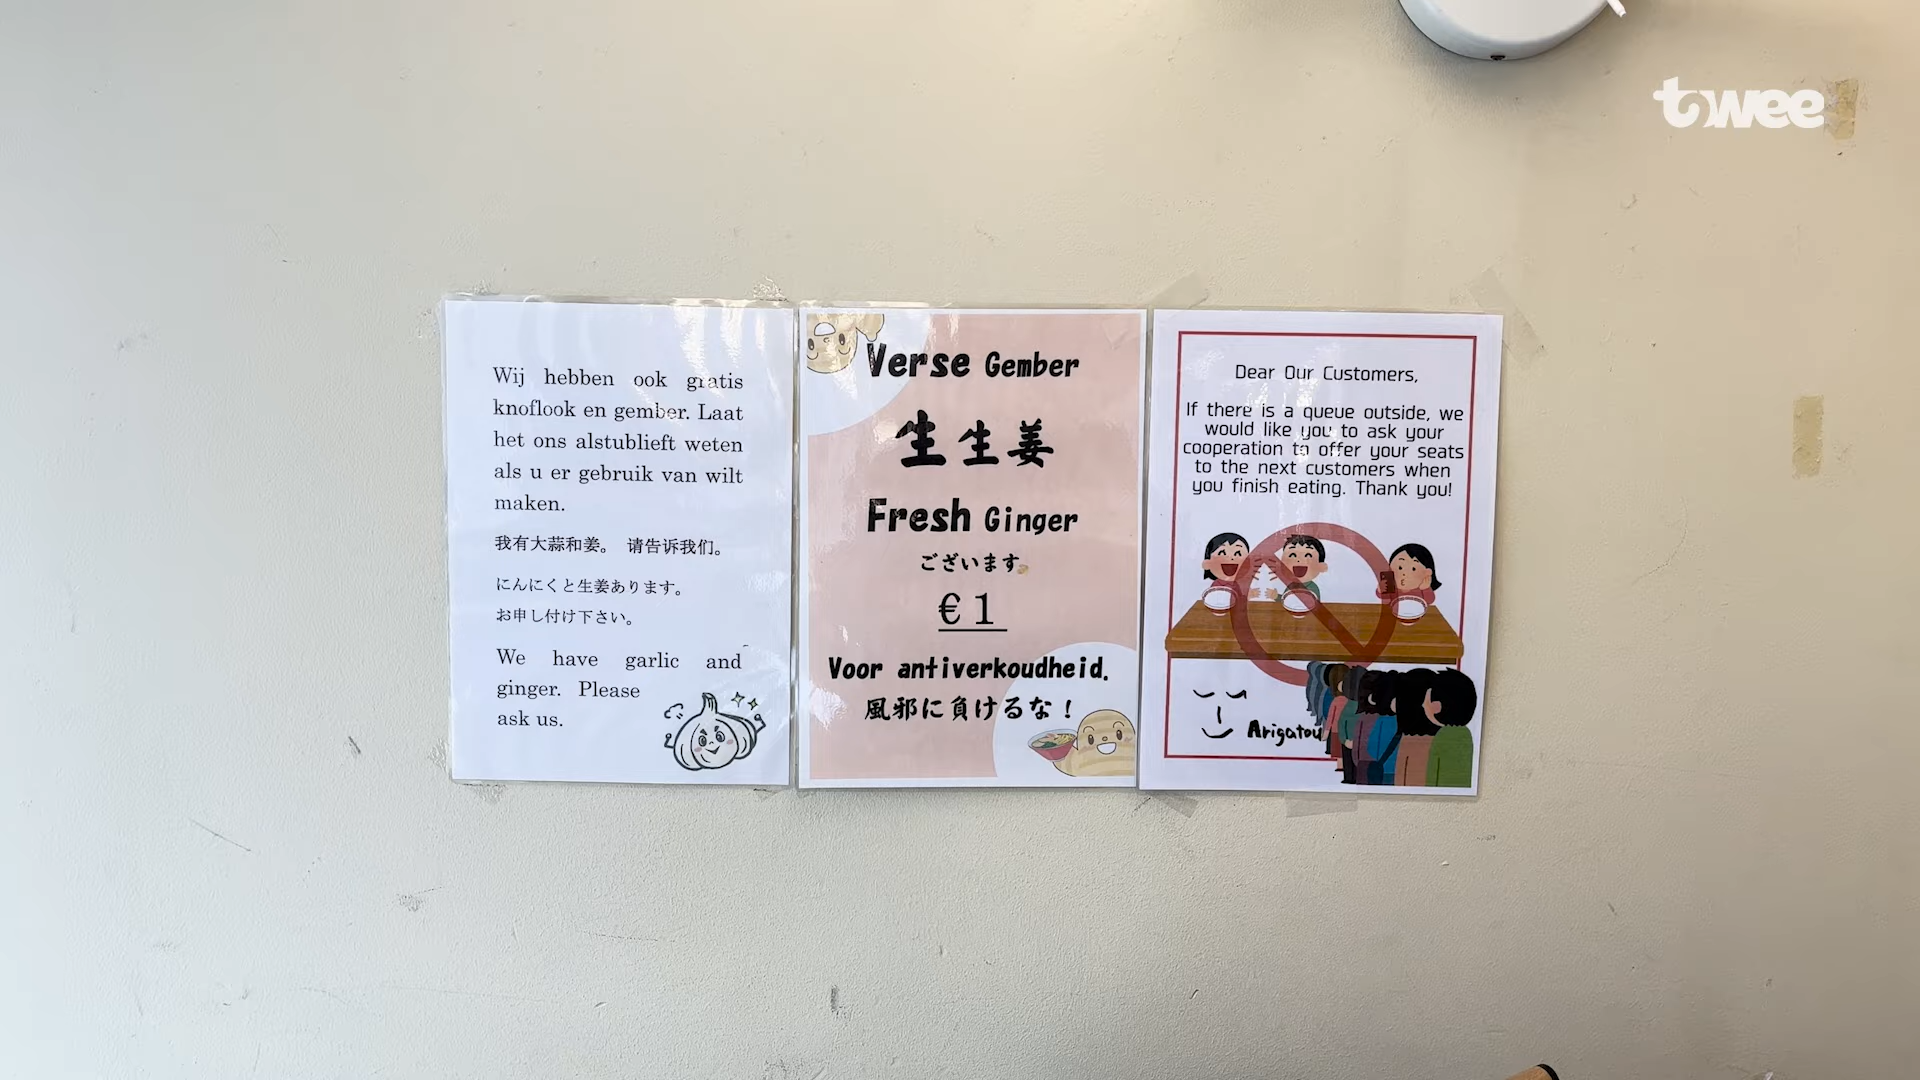 twee
Wij hebben ook gratis
knoflook en gember. Laat
het ons alstublieft weten
als u er gebruik van wilt
maken.
我有大蒜和姜。 请告诉我们。
にんにくと生姜あります。
お申し付け下さい。
We have garlic and
ginger. Please
ask us.
Verse Gember
生生姜
Fresh Ginger
ございます。
€1
Voor antiverkoudheid.
風邪に負けるな！
Dear Our Customers,
If there is a queue outside, we
would like you to ask your
cooperation to offer your seats
to the next customers when
you finish eating. Thank you!
Arigatou